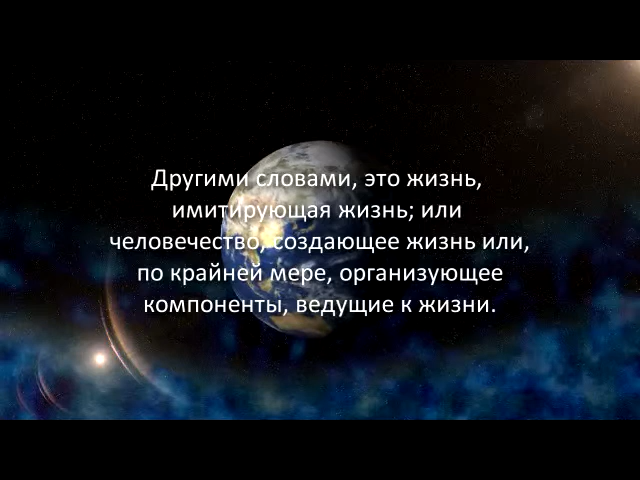 Другими словами, это жизнь,
имитирующая жизнь; или
человечество, создающее жизнь или,
по крайней мере, организующее
компоненты, ведущие к жизни.